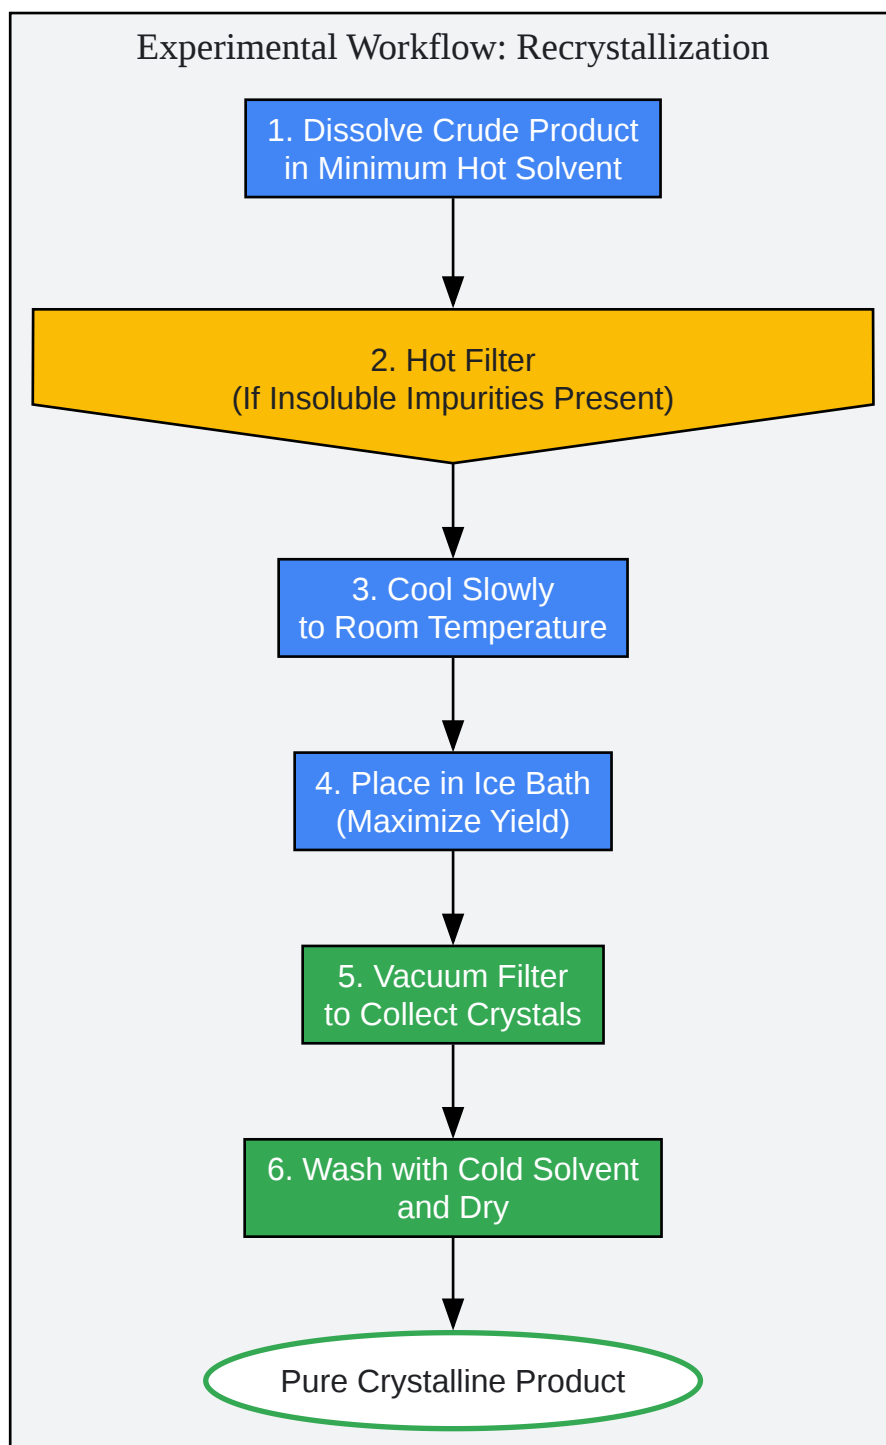 Experimental Workflow: Recrystallization
1. Dissolve Crude Product
in Minimum Hot Solvent
2. Hot Filter
(If Insoluble Impurities Present)
3. Cool Slowly
to Room Temperature
4. Place in Ice Bath
(Maximize Yield)
5. Vacuum Filter
to Collect Crystals
6. Wash with Cold Solvent
and Dry
Pure Crystalline Product